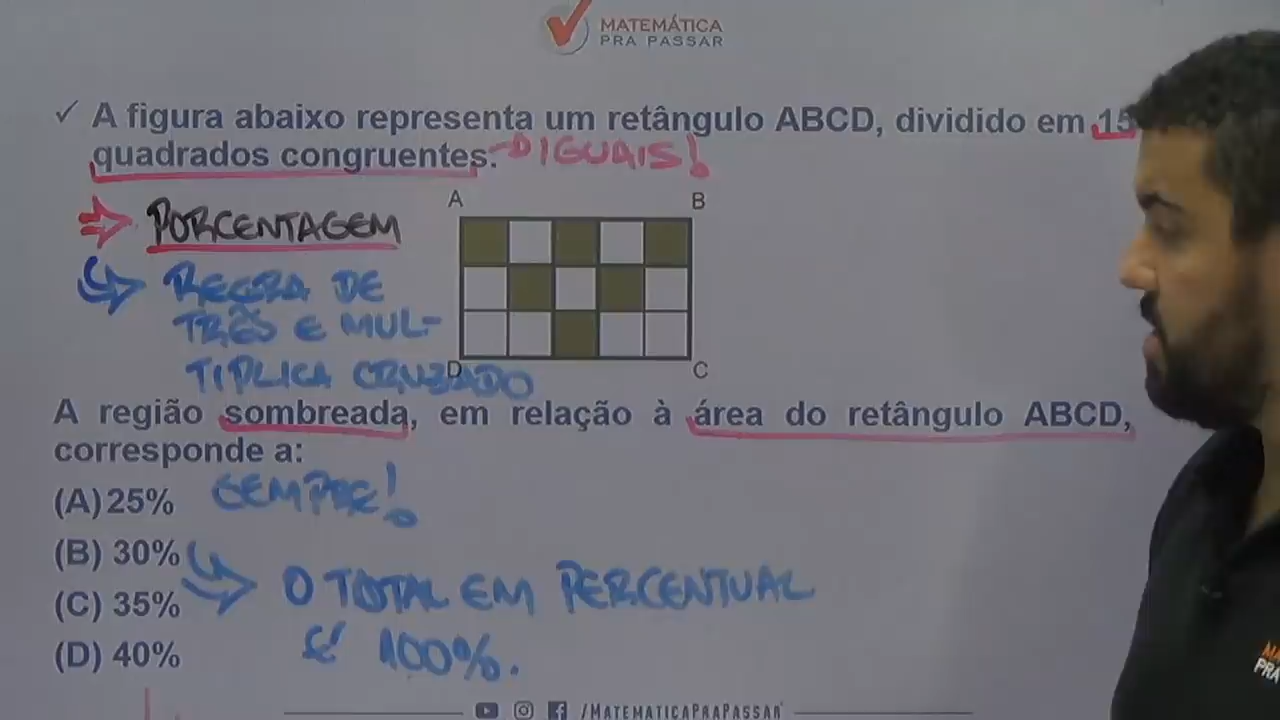 MATEMÁTICA
PRA PASSAR
✓ A figura abaixo representa um retângulo ABCD, dividido em 15
quadrados congruentes. IGUAIS!
A B
PORCENTAGEM
REGRA DE
TRÊS E MUL-
TIPLICA CRUZADO
D C
A região sombreada, em relação à área do retângulo ABCD,
corresponde a:
(A) 25% SEMPRE!
(B) 30%
O TOTAL EM PERCENTUAL
(C) 35%
É 100%.
(D) 40%
/MATEMATICAPRAPASSAR
MA
PRA